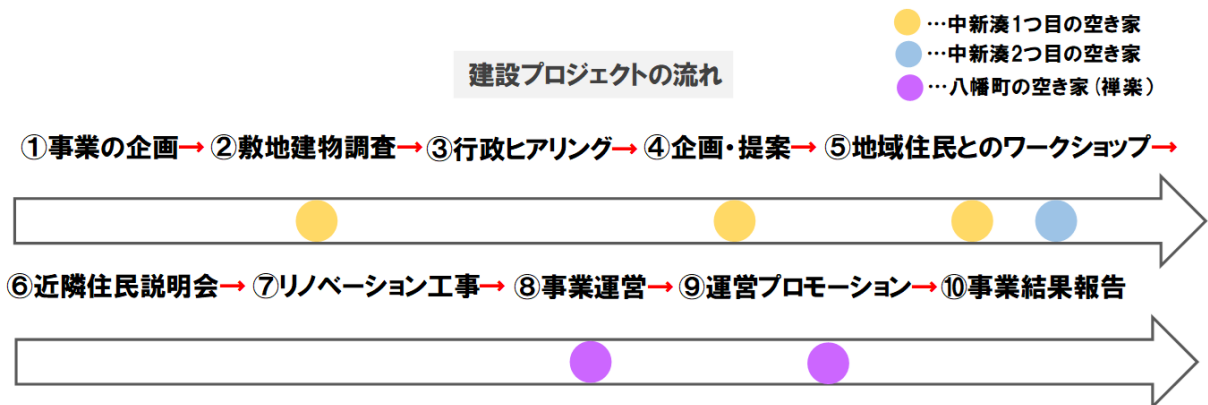 …中新湊1つ目の空き家
…中新湊2つ目の空き家
…八幡町の空き家(禅楽)
建設プロジェクトの流れ
①事業の企画→②敷地建物調査→③行政ヒアリング→④企画・提案→⑤地域住民とのワークショップ→
⑥近隣住民説明会→⑦リノベーション工事→⑧事業運営→⑨運営プロモーション→⑩事業結果報告